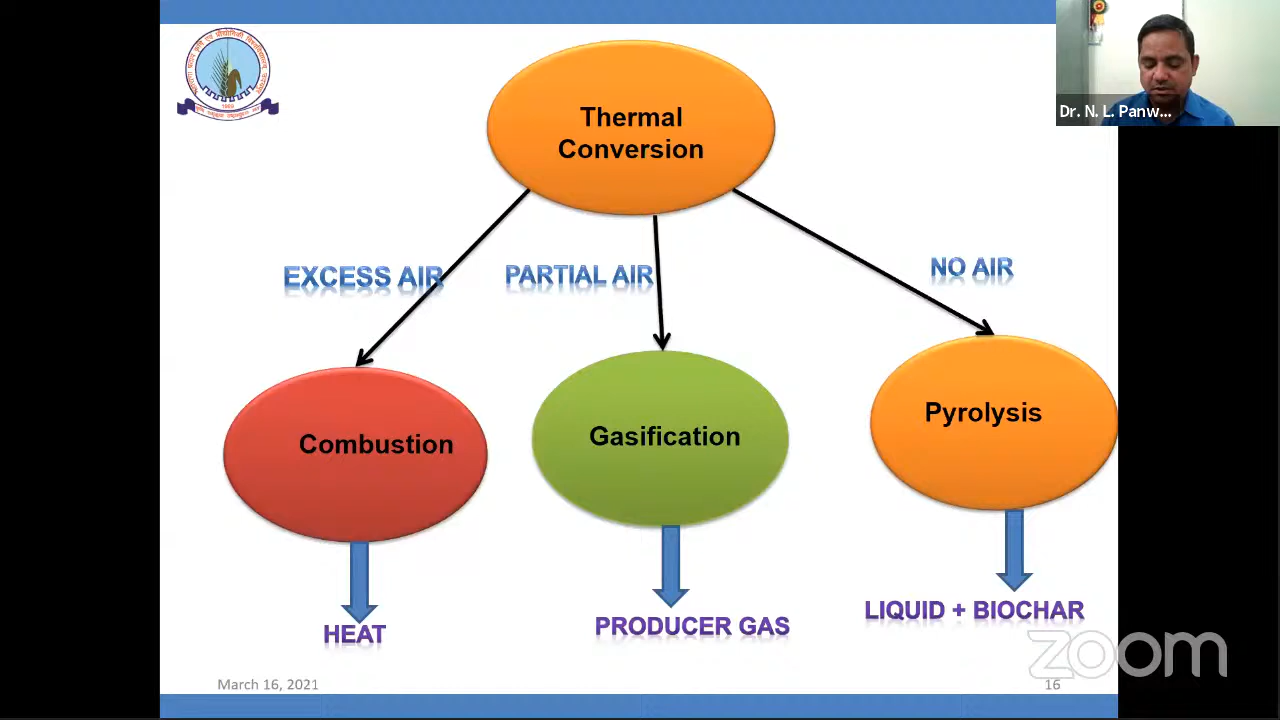 Dr. N. L. Panw...
Thermal
Conversion
EXCESS AIR
PARTIAL AIR
NO AIR
Combustion
Gasification
Pyrolysis
HEAT
PRODUCER GAS
LIQUID + BIOCHAR
zoom
March 16, 2021
16